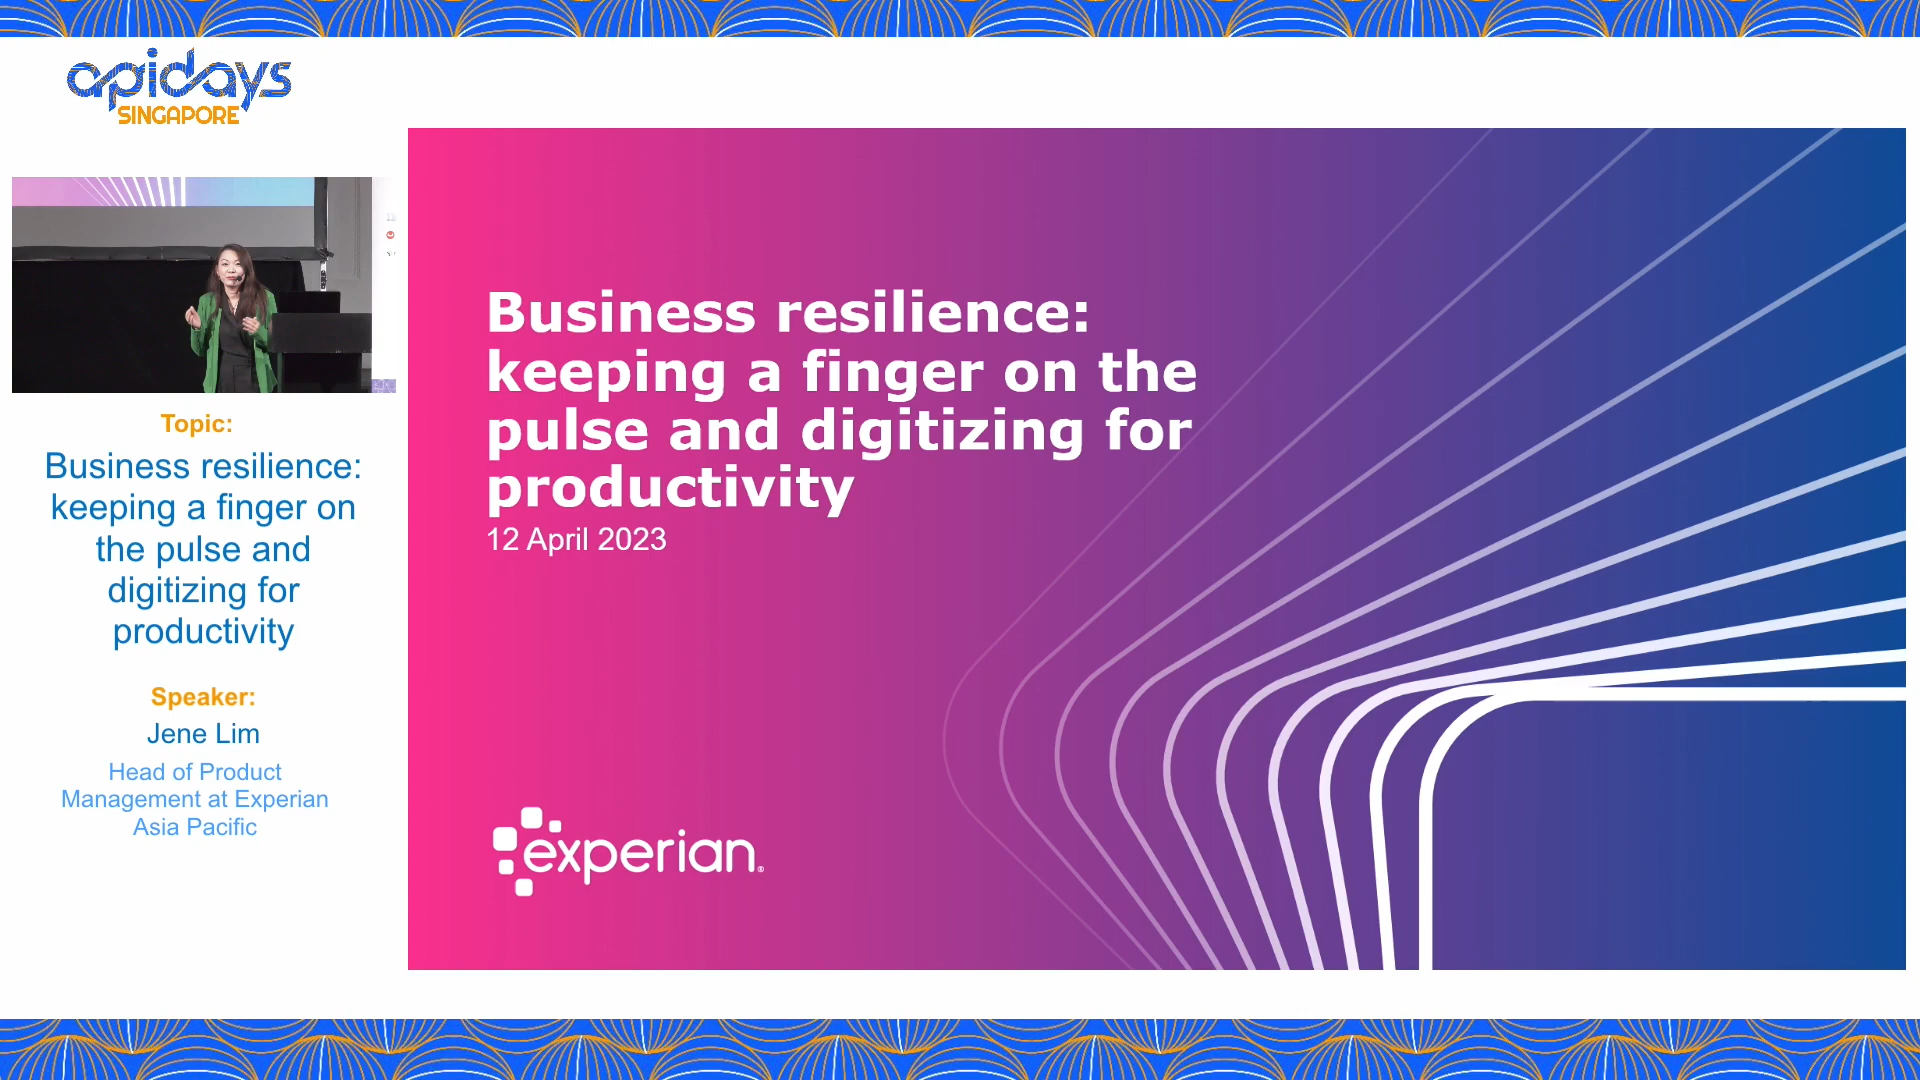 apidays
SINGAPORE
Topic:
Business resilience:
keeping a finger on
the pulse and
digitizing for
productivity
Speaker:
Jene Lim
Head of Product
Management at Experian
Asia Pacific
Business resilience:
keeping a finger on the
pulse and digitizing for
productivity
12 April 2023
experian®